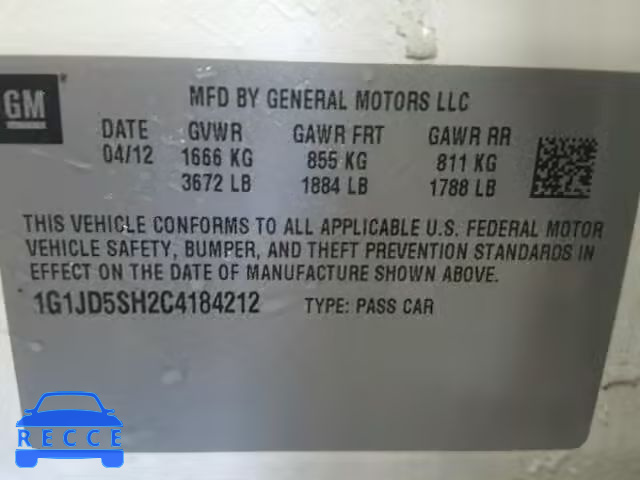 GM
MFD BY GENERAL MOTORS LLC
DATE GVWR GAWR FRT GAWR RR
04/12 1666 KG 855 KG 811 KG
3672 LB 1884 LB 1788 LB
THIS VEHICLE CONFORMS TO ALL APPLICABLE U.S. FEDERAL MOTOR
VEHICLE SAFETY, BUMPER, AND THEFT PREVENTION STANDARDS IN
EFFECT ON THE DATE OF MANUFACTURE SHOWN ABOVE.
1G1JD5SH2C4184212 TYPE: PASS CAR
RECCE